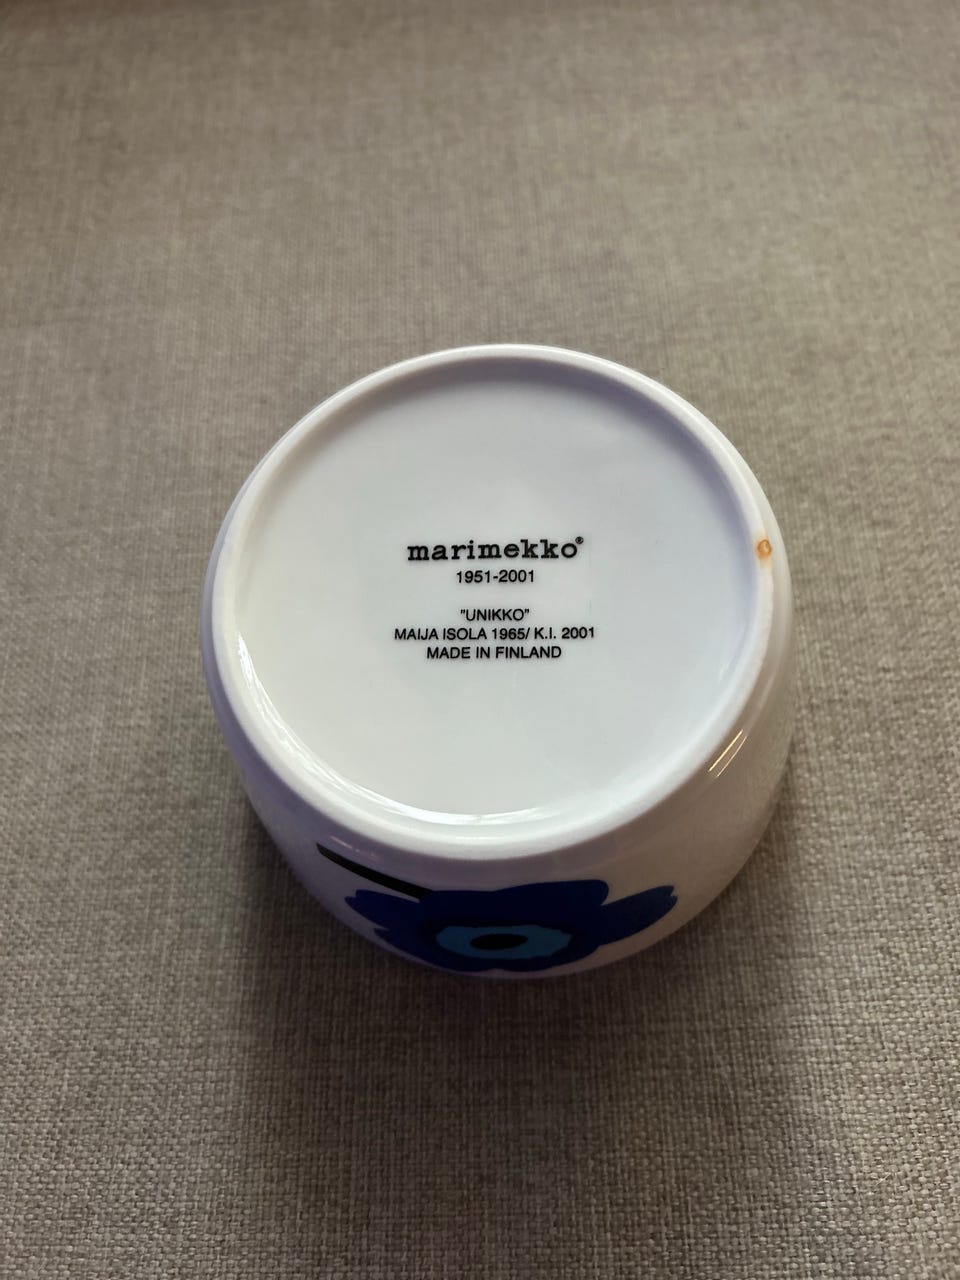 marimekko®
1951-2001
"UNIKKO"
MAIJA ISOLA 1965/ K.I. 2001
MADE IN FINLAND